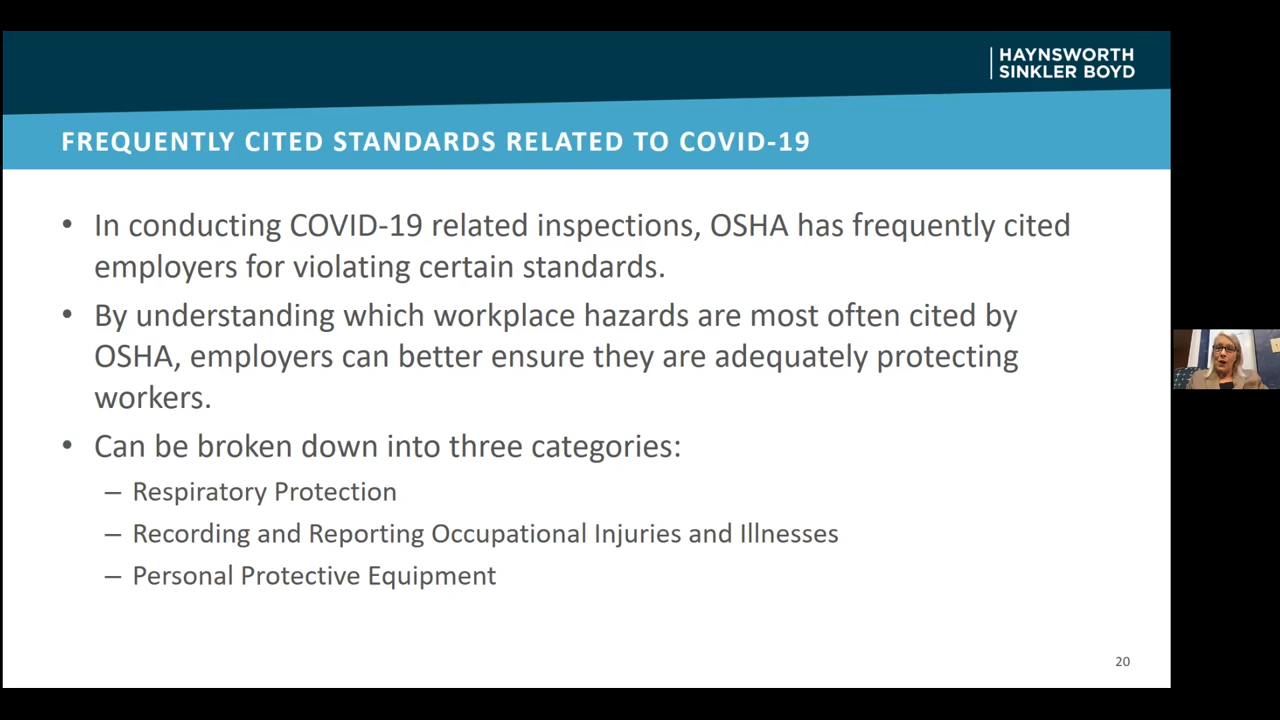 HAYNSWORTH
SINKLER BOYD
FREQUENTLY CITED STANDARDS RELATED TO COVID-19
• In conducting COVID-19 related inspections, OSHA has frequently cited
employers for violating certain standards.
• By understanding which workplace hazards are most often cited by
OSHA, employers can better ensure they are adequately protecting
workers.
• Can be broken down into three categories:
– Respiratory Protection
– Recording and Reporting Occupational Injuries and Illnesses
– Personal Protective Equipment
20